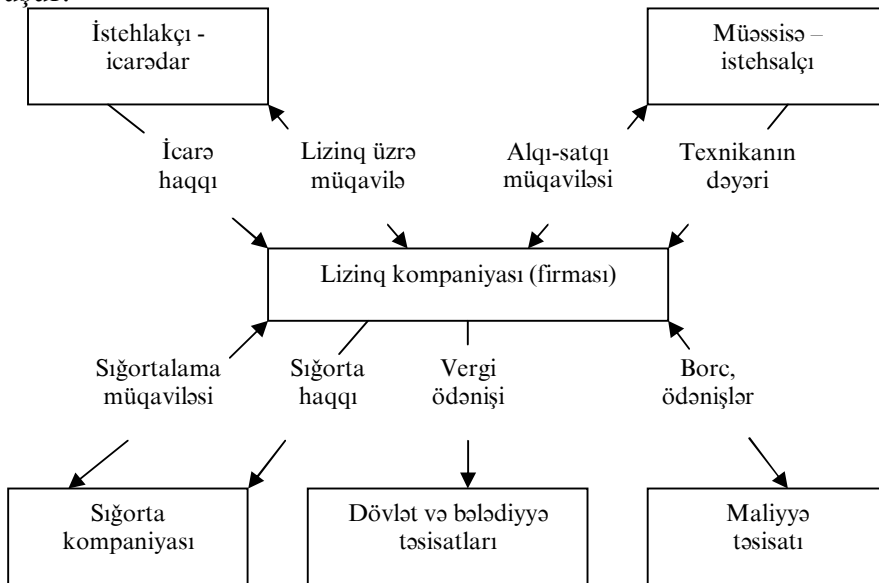 İstehlakçı -
icarədar
Müəssisə –
istehsalçı
İcarə
haqqı
Lizinq üzrə
müqavilə
Alqı-satqı
müqaviləsi
Texnikanın
dəyəri
Lizinq kompaniyası (firması)
Sığortalama
müqaviləsi
Sığorta
haqqı
Vergi
ödənişi
Borc,
ödənişlər
Sığorta
kompaniyası
Dövlət və bələdiyyə
təsisatları
Maliyyə
təsisatı